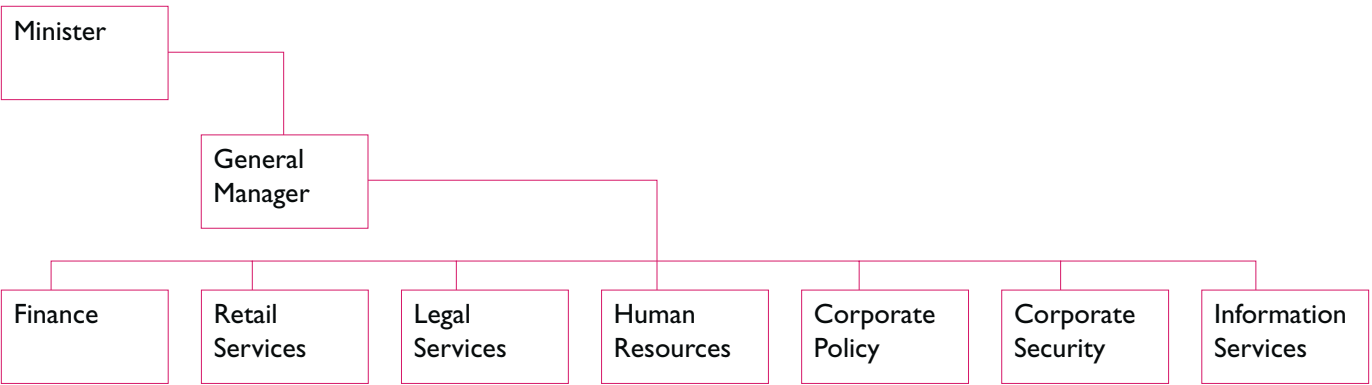 Minister
General
Manager
Finance
Retail
Services
Legal
Services
Human
Resources
Corporate
Policy
Corporate
Security
Information
Services